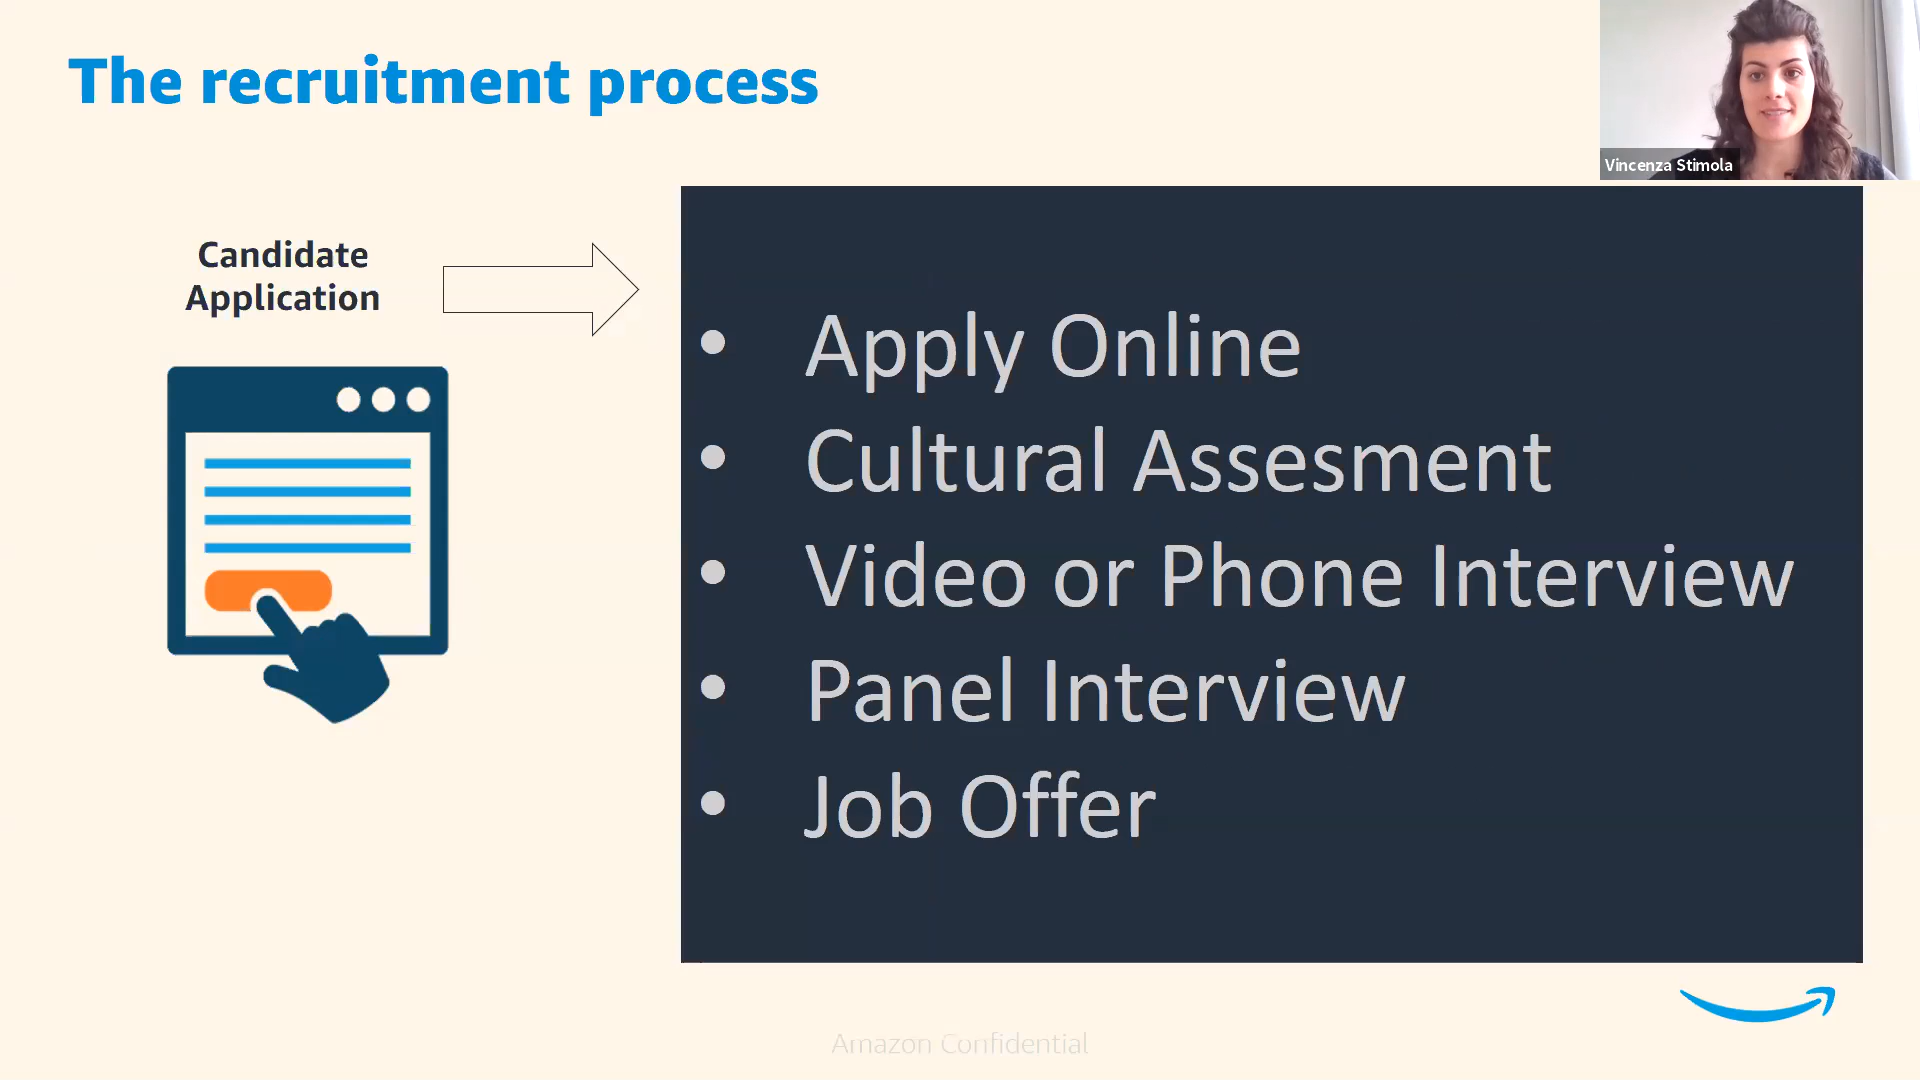 The recruitment process
Vincenza Stimola
Candidate
Application
• Apply Online
• Cultural Assesment
• Video or Phone Interview
• Panel Interview
• Job Offer
Amazon Confidential